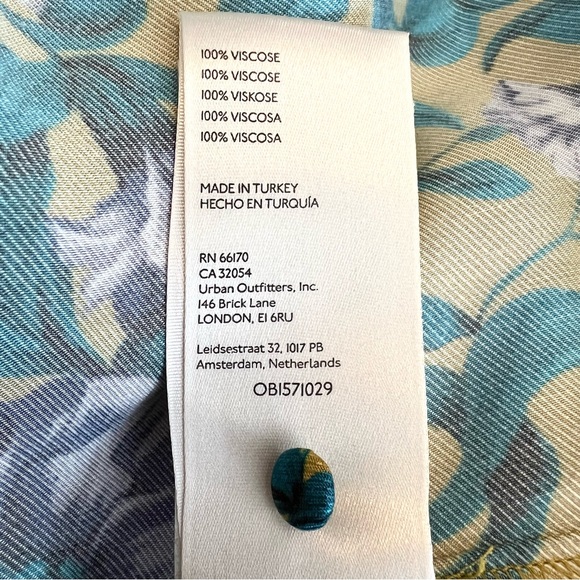 100% VISCOSE
100% VISCOSE
100% VISKOSE
100% VISCOSA
100% VISCOSA
MADE IN TURKEY
HECHO EN TURQUÍA
RN 66170
CA 32054
Urban Outfitters, Inc.
146 Brick Lane
LONDON, E1 6RU
Leidsestraat 32, 1017 PB
Amsterdam, Netherlands
OB1571029